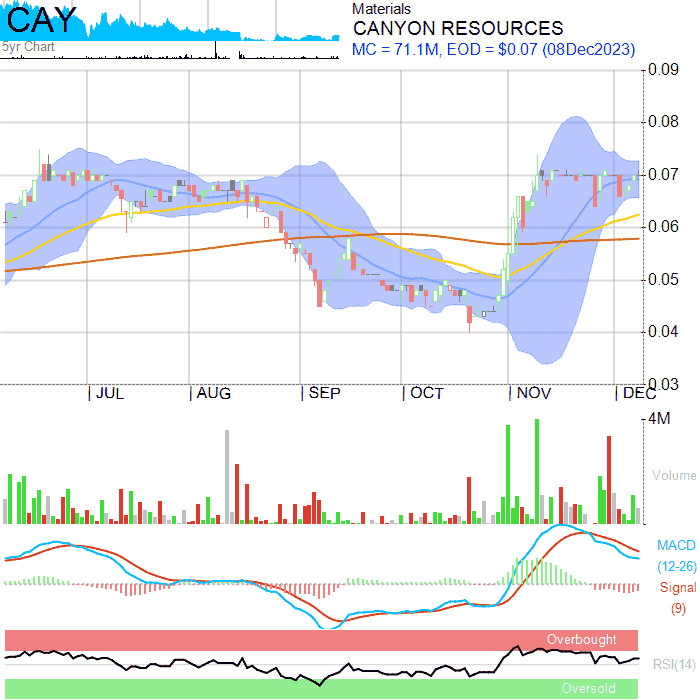 CAY
5yr Chart
Materials
CANYON RESOURCES
MC = 71.1M, EOD = $0.07 (08Dec2023)
0.09
0.08
0.07
0.06
0.05
0.04
0.03
JUL AUG SEP OCT NOV DEC
4M
Volume
MACD
(12-26)
Signal
(9)
Overbought
RSI(14)
Oversold